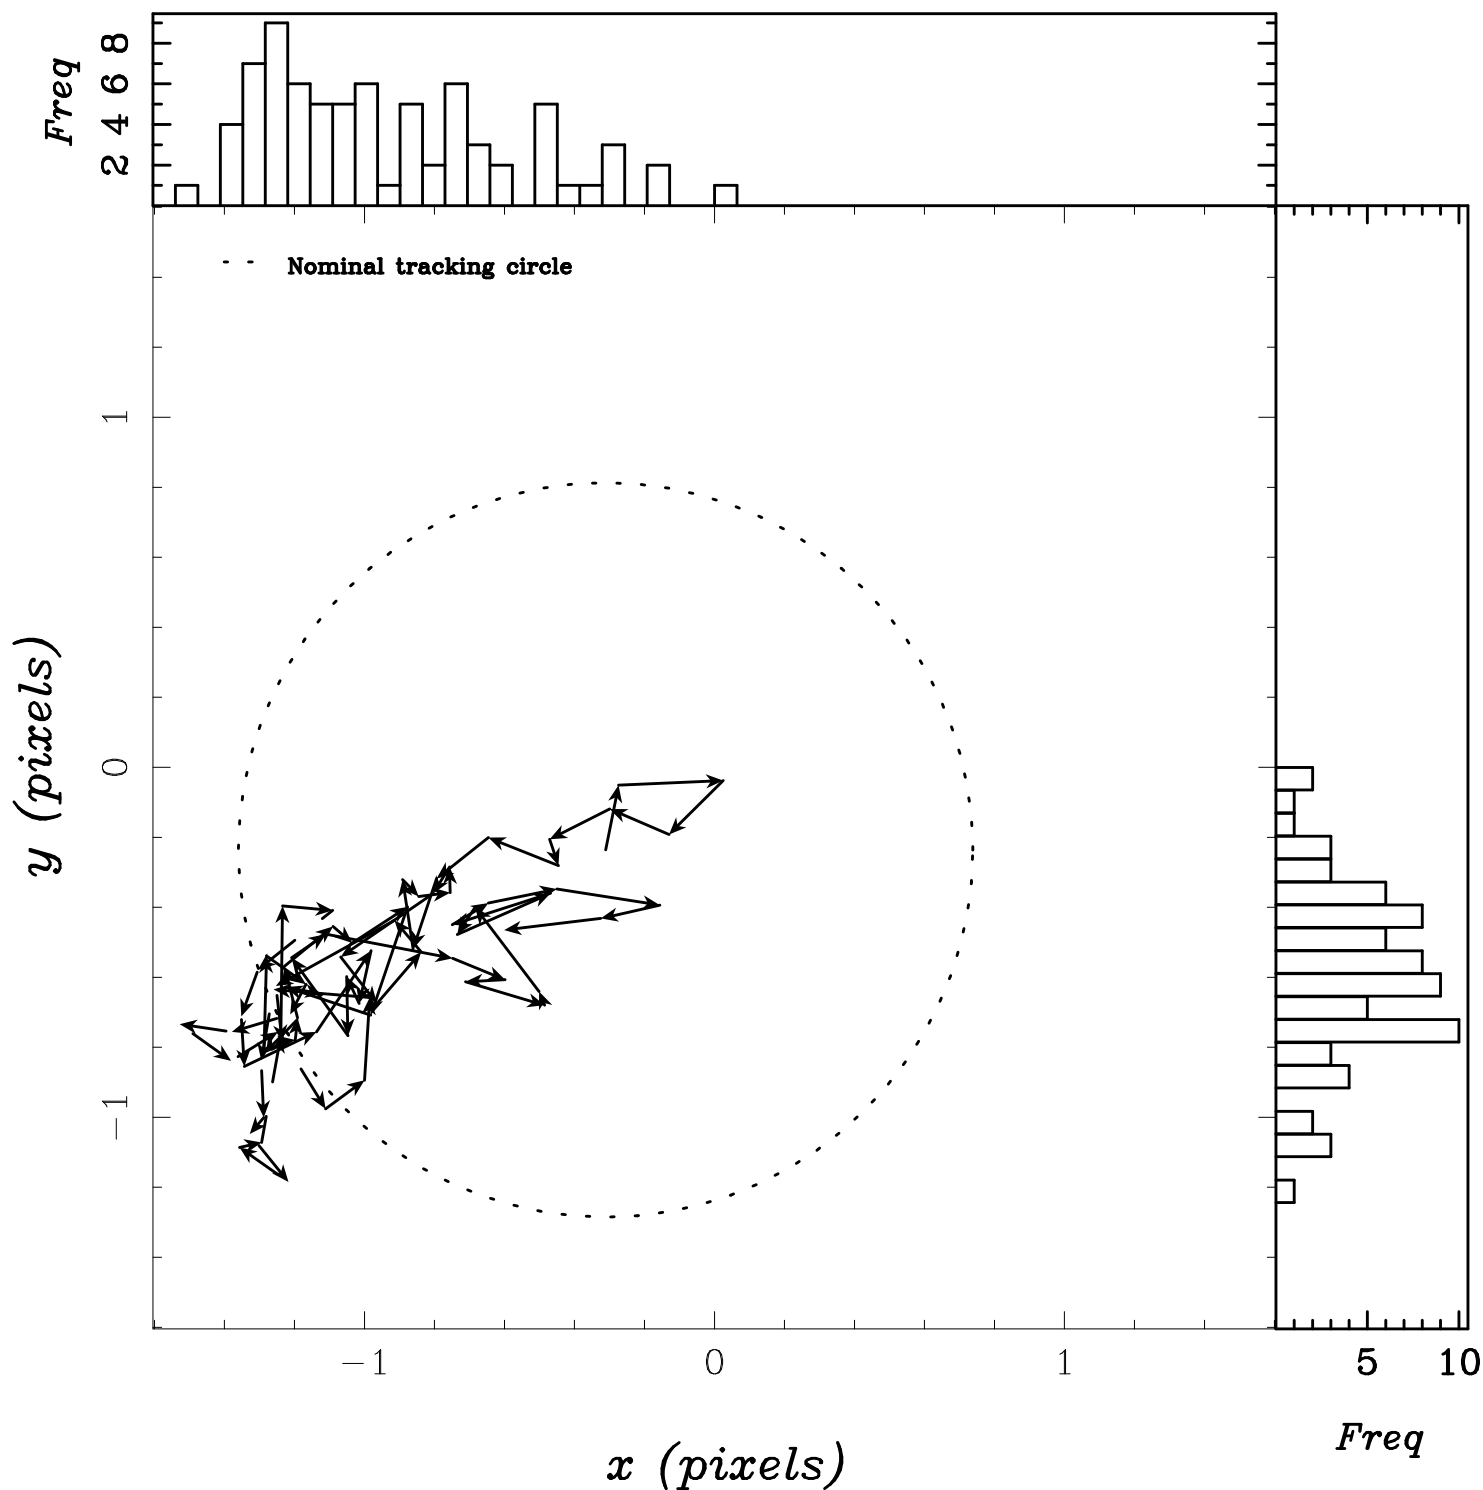 Freq
8
6
4
2
Nominal tracking circle
y (pixels)
1
0
−1
−1 0 1
5 10
x (pixels)
Freq